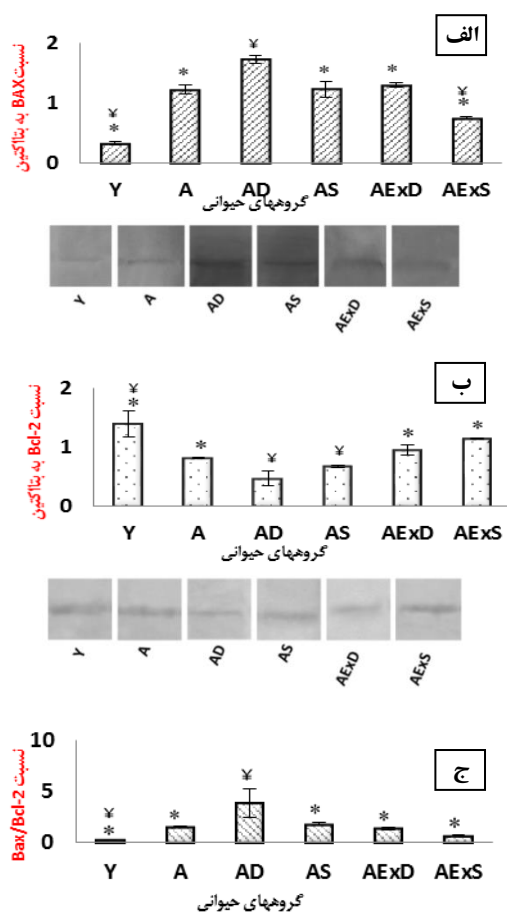 الف
نسبت BAX به بتااکتین
2
1
0
¥
*
*
¥
*
*
¥
*
Y A AD AS AExD AExS
گروههای حیوانی
Y A AD AS AExD AExS
ب
نسبت Bcl-2 به بتااکتین
2
1
0
¥
*
*
¥
¥
*
*
Y A AD AS AExD AExS
گروههای حیوانی
Y A AD AS AExD AExS
ج
نسبت Bax/Bcl-2
10
5
0
¥
*
*
¥
*
*
*
Y A AD AS AExD AExS
گروههای حیوانی